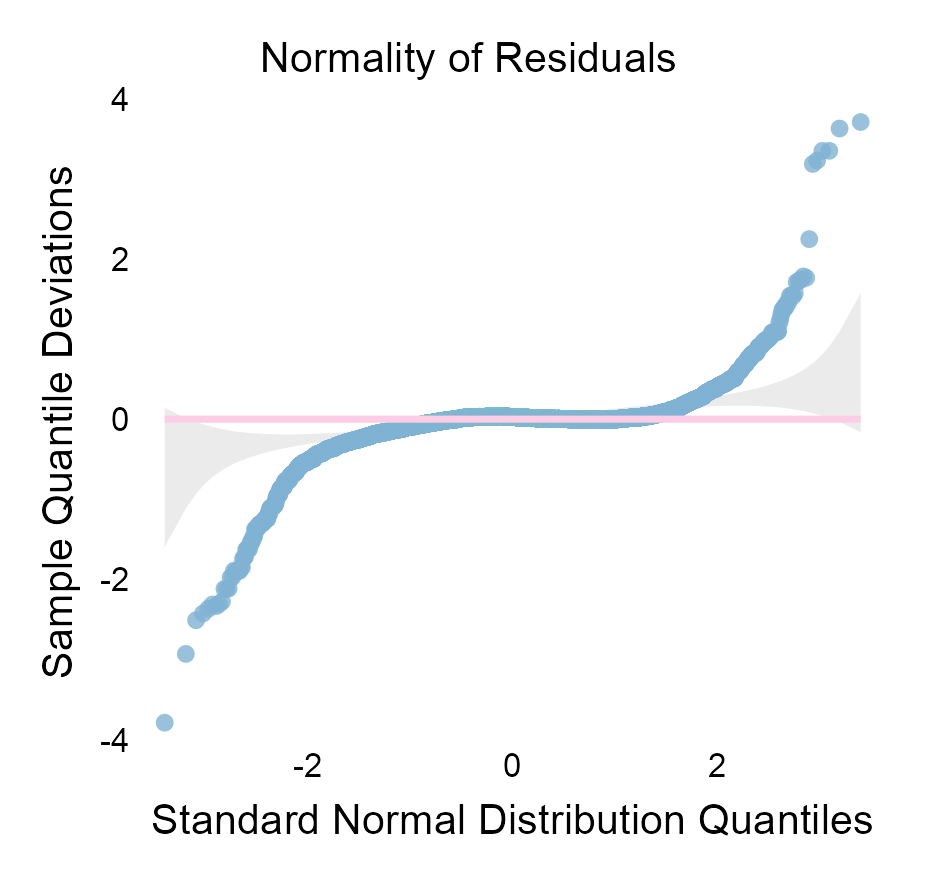 Normality of Residuals
4
2
0
-2
-4
Sample Quantile Deviations
-2 0 2
Standard Normal Distribution Quantiles